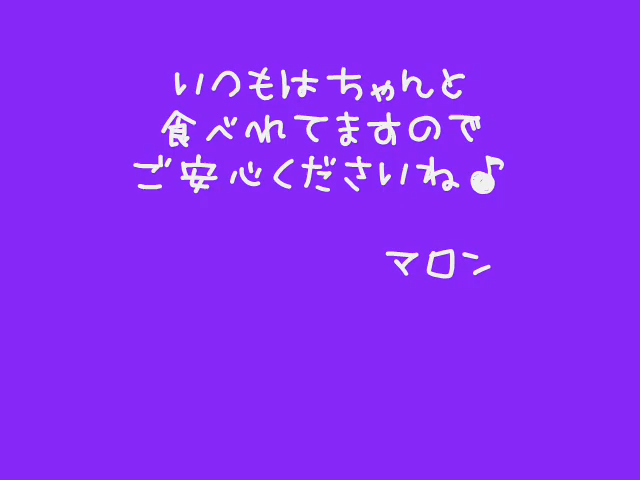 いつもはちゃんと
食べれてますので
ご安心くださいね♪
マロン